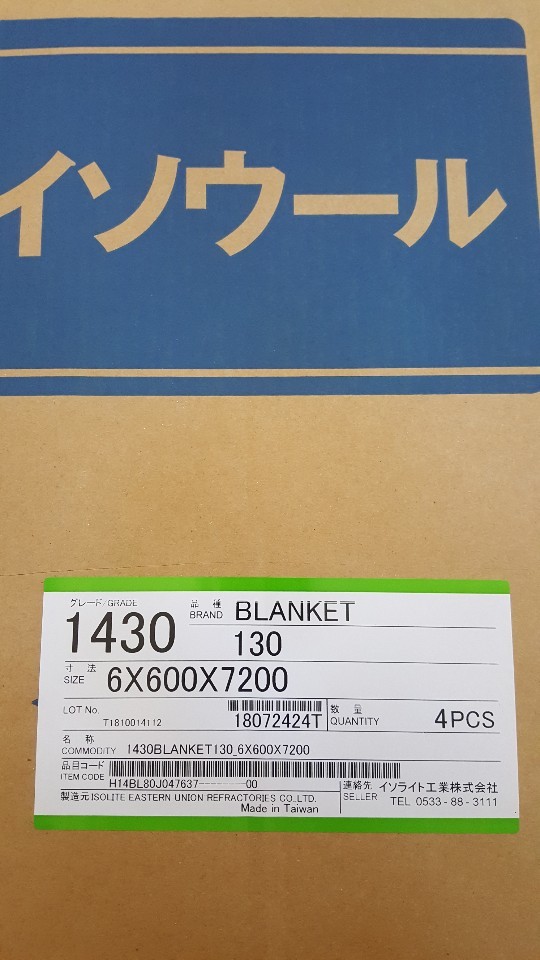 イソウール
グレード/GRADE
1430
品 種
BRAND
BLANKET
130
寸 法
SIZE
6X600X7200
LOT No.
T1810014112
18072424T
数 量
QUANTITY
4PCS
名 称
COMMODITY
1430BLANKET130_6X600X7200
品目コード
ITEM CODE
H14BL80J047637--------00
製造元 ISOLITE EASTERN UNION REFRACTORIES CO.,LTD.
Made in Taiwan
連絡先
SELLER
イソライト工業株式会社
TEL 0533-88-3111